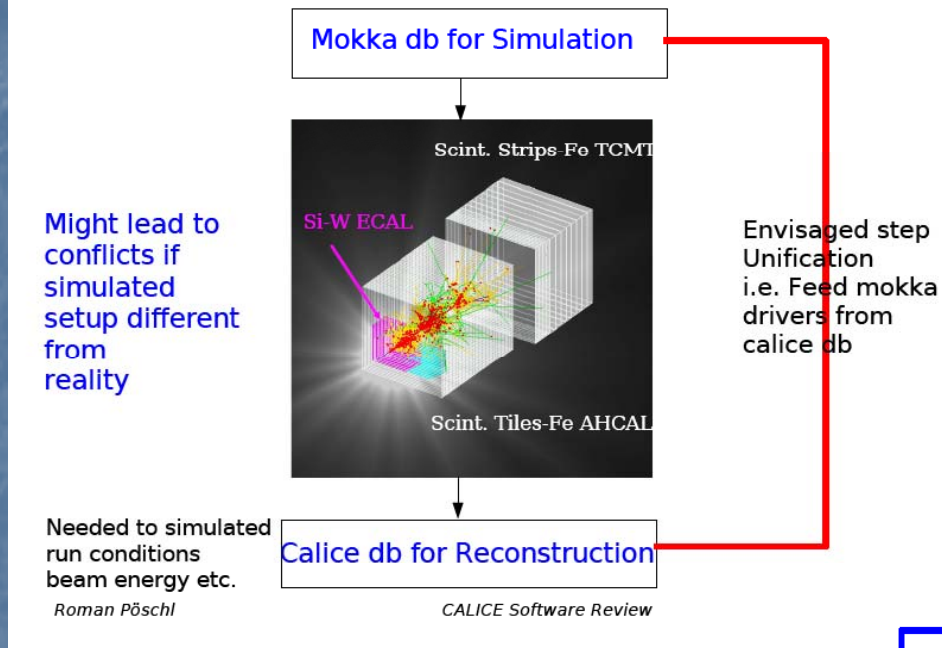 Mokka db for Simulation
Scint. Strips-Fe TCMT
Si-W ECAL
Might lead to
conflicts if
simulated
setup different
from
reality
Envisaged step
Unification
i.e. Feed mokka
drivers from
calice db
Scint. Tiles-Fe AHCAL
Needed to simulated
run conditions
beam energy etc.
Calice db for Reconstruction
Roman Pöschl
CALICE Software Review